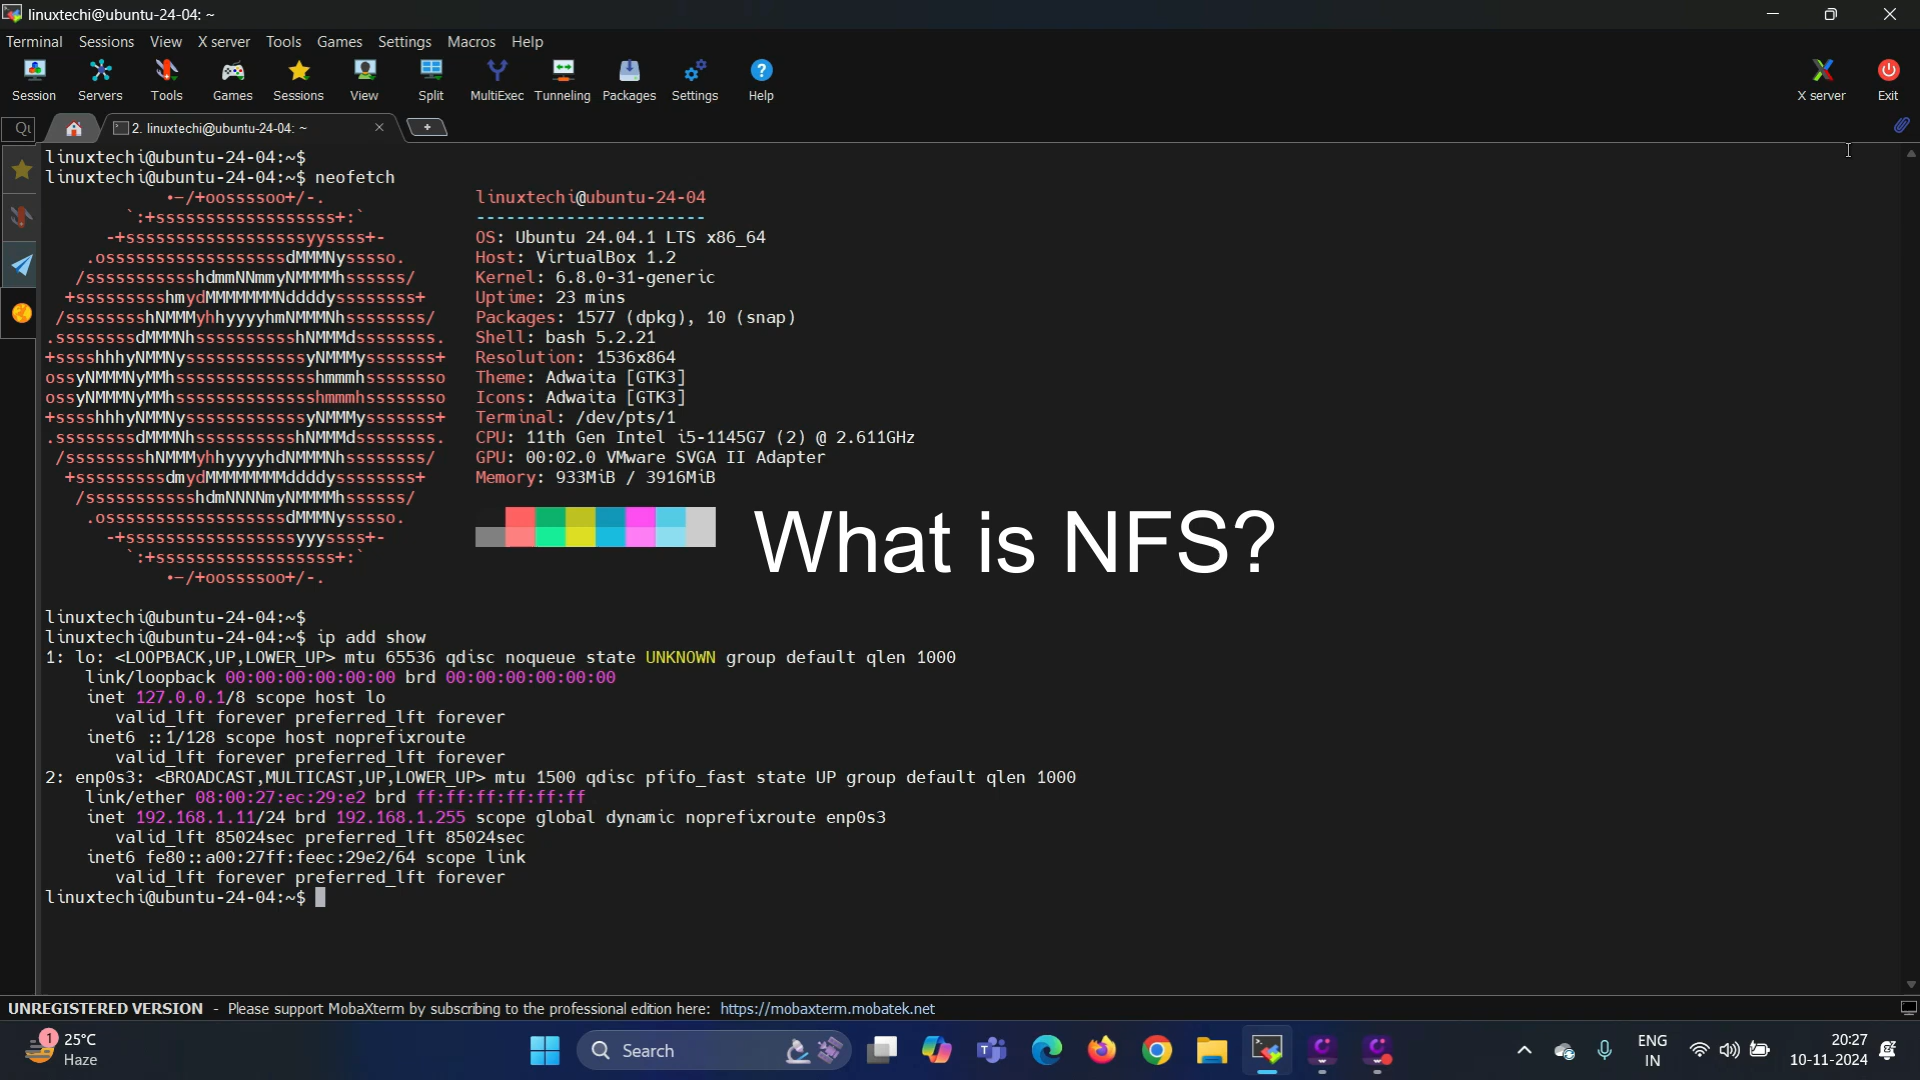 linuxtechi@ubuntu-24-04: ~
Terminal Sessions View X server Tools Games Settings Macros Help
Session Servers Tools Games Sessions View Split MultiExec Tunneling Packages Settings Help X server Exit
2. linuxtechi@ubuntu-24-04: ~
linuxtechi@ubuntu-24-04:~$
linuxtechi@ubuntu-24-04:~$ neofetch
linuxtechi@ubuntu-24-04
-----------------------
OS: Ubuntu 24.04.1 LTS x86_64
Host: VirtualBox 1.2
Kernel: 6.8.0-31-generic
Uptime: 23 mins
Packages: 1577 (dpkg), 10 (snap)
Shell: bash 5.2.21
Resolution: 1536x864
Theme: Adwaita [GTK3]
Icons: Adwaita [GTK3]
Terminal: /dev/pts/1
CPU: 11th Gen Intel i5-1145G7 (2) @ 2.611GHz
GPU: 00:02.0 VMware SVGA II Adapter
Memory: 933MiB / 3916MiB
What is NFS?
linuxtechi@ubuntu-24-04:~$
linuxtechi@ubuntu-24-04:~$ ip add show
1: lo: <LOOPBACK,UP,LOWER_UP> mtu 65536 qdisc noqueue state UNKNOWN group default qlen 1000
link/loopback 00:00:00:00:00:00 brd 00:00:00:00:00:00
inet 127.0.0.1/8 scope host lo
valid_lft forever preferred_lft forever
inet6 ::1/128 scope host noprefixroute
valid_lft forever preferred_lft forever
2: enp0s3: <BROADCAST,MULTICAST,UP,LOWER_UP> mtu 1500 qdisc pfifo_fast state UP group default qlen 1000
link/ether 08:00:27:ec:29:e2 brd ff:ff:ff:ff:ff:ff
inet 192.168.1.11/24 brd 192.168.1.255 scope global dynamic noprefixroute enp0s3
valid_lft 85024sec preferred_lft 85024sec
inet6 fe80::a00:27ff:feec:29e2/64 scope link
valid_lft forever preferred_lft forever
linuxtechi@ubuntu-24-04:~$
UNREGISTERED VERSION - Please support MobaXterm by subscribing to the professional edition here: https://mobaxterm.mobatek.net
1 25°C
Haze
Search
ENG
IN
20:27
10-11-2024